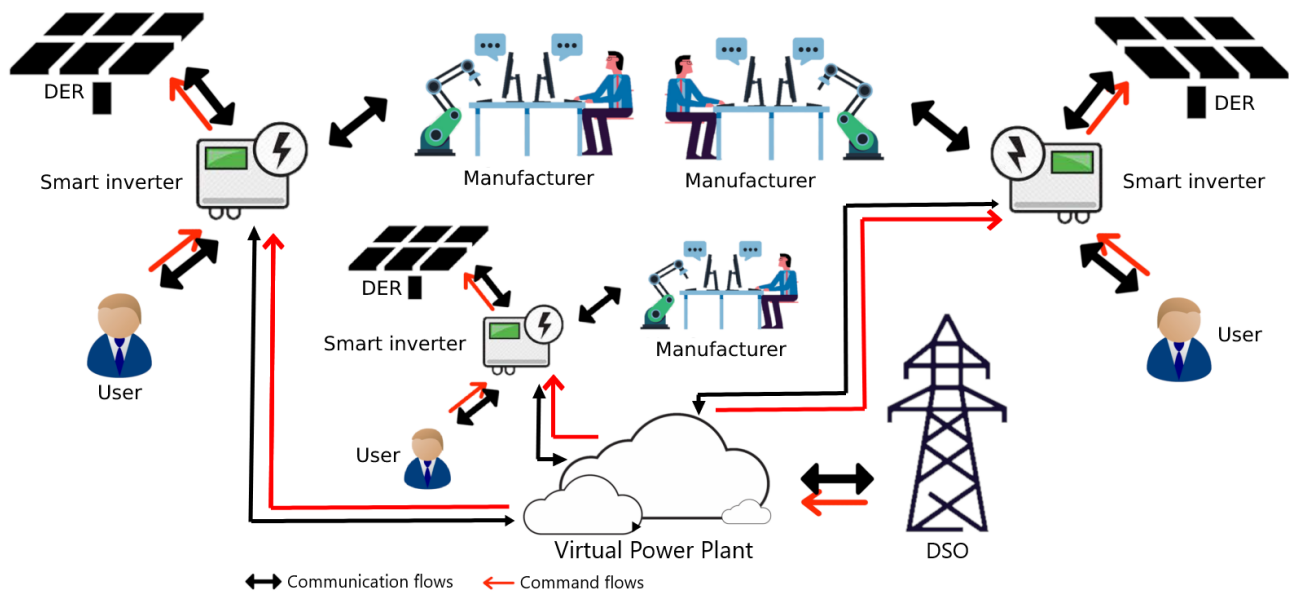 DER
DER
Smart inverter
Manufacturer
Manufacturer
Smart inverter
DER
Smart inverter
Manufacturer
User
User
User
Virtual Power Plant
DSO
Communication flows
Command flows